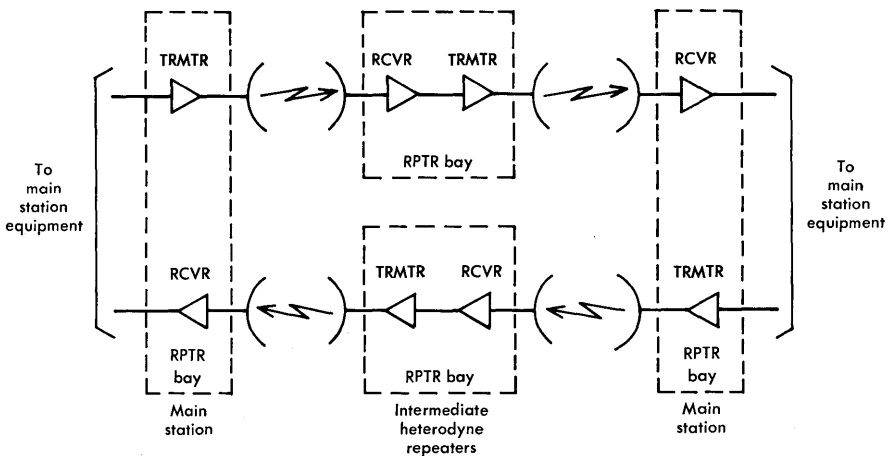 TRMTR
RCVR TRMTR
RCVR
RPTR bay
To
main
station
equipment
To
main
station
equipment
RCVR
TRMTR RCVR
TRMTR
RPTR
bay
RPTR bay
RPTR
bay
Main
station
Intermediate
heterodyne
repeaters
Main
station